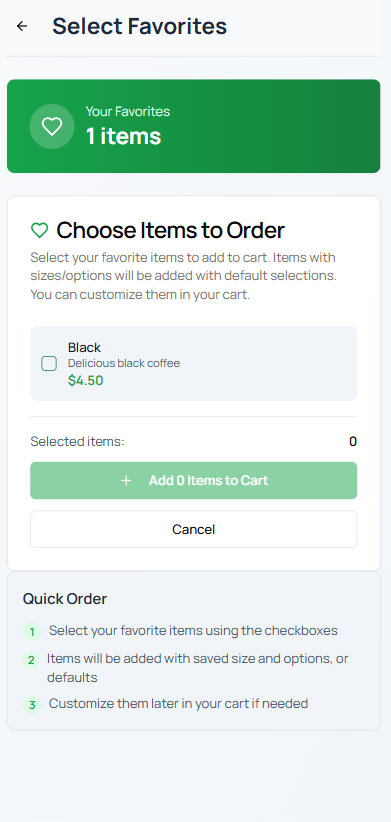 Select Favorites
Your Favorites
1 items
Choose Items to Order
Select your favorite items to add to cart. Items with
sizes/options will be added with default selections.
You can customize them in your cart.
Black
Delicious black coffee
$4.50
Selected items: 0
+ Add 0 Items to Cart
Cancel
Quick Order
1 Select your favorite items using the checkboxes
2 Items will be added with saved size and options, or
defaults
3 Customize them later in your cart if needed